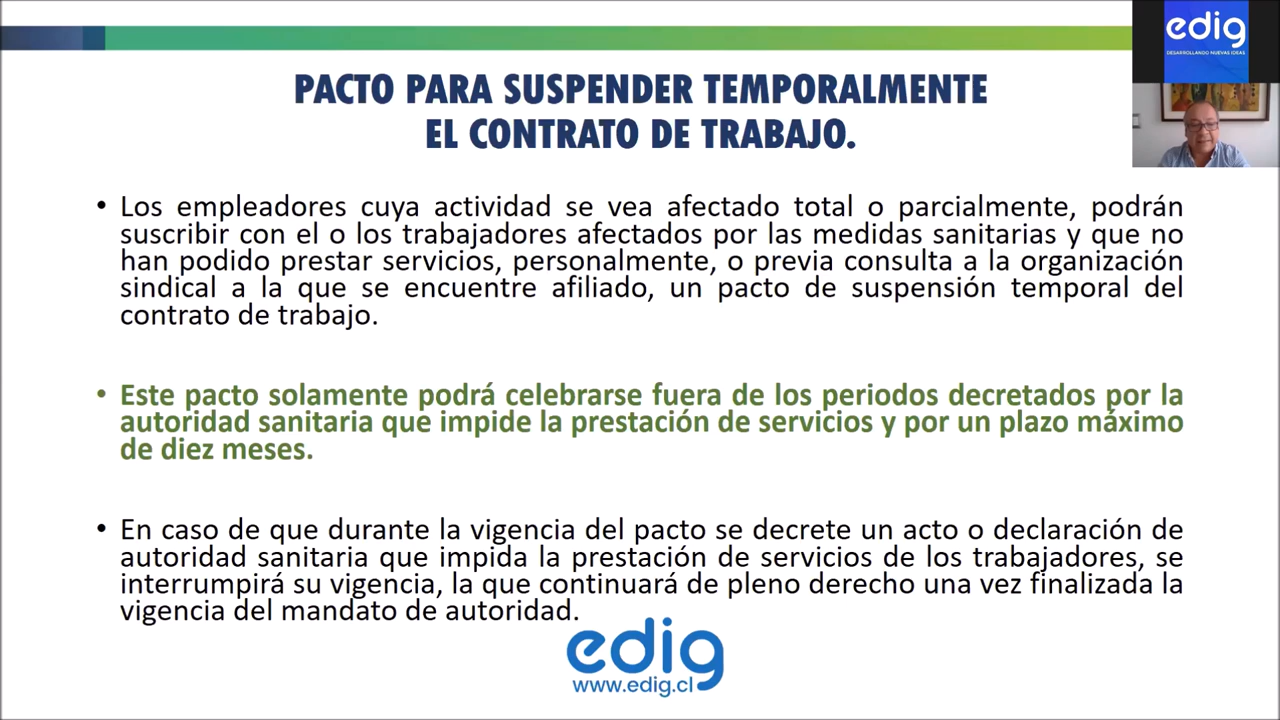 edig
DESARROLLANDO NUEVAS IDEAS
PACTO PARA SUSPENDER TEMPORALMENTE
EL CONTRATO DE TRABAJO.
• Los empleadores cuya actividad se vea afectado total o parcialmente, podrán
suscribir con el o los trabajadores afectados por las medidas sanitarias y que no
han podido prestar servicios, personalmente, o previa consulta a la organización
sindical a la que se encuentre afiliado, un pacto de suspensión temporal del
contrato de trabajo.
• Este pacto solamente podrá celebrarse fuera de los periodos decretados por la
autoridad sanitaria que impide la prestación de servicios y por un plazo máximo
de diez meses.
• En caso de que durante la vigencia del pacto se decrete un acto o declaración de
autoridad sanitaria que impida la prestación de servicios de los trabajadores, se
interrumpirá su vigencia, la que continuará de pleno derecho una vez finalizada la
vigencia del mandato de autoridad.
edig
www.edig.cl